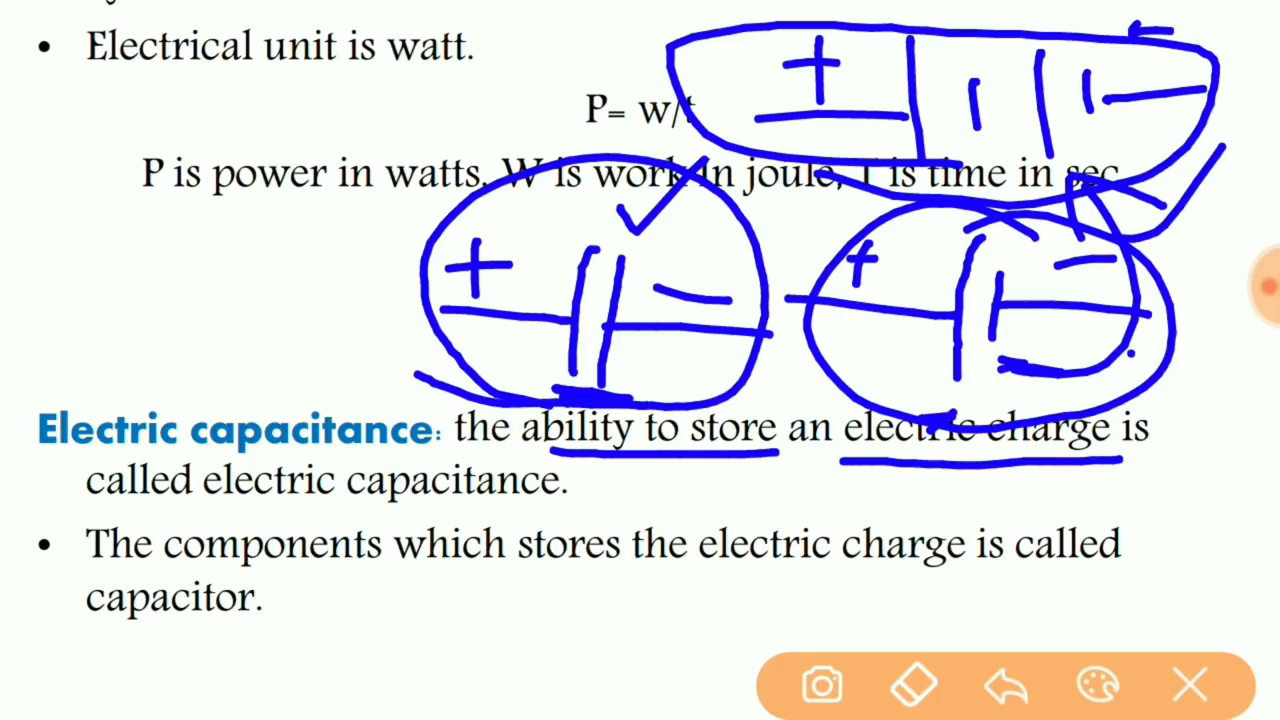 • Electrical unit is watt.
P= w/t
P is power in watts. W is work in joule, T is time in sec
Electric capacitance: the ability to store an electric charge is
called electric capacitance.
• The components which stores the electric charge is called
capacitor.